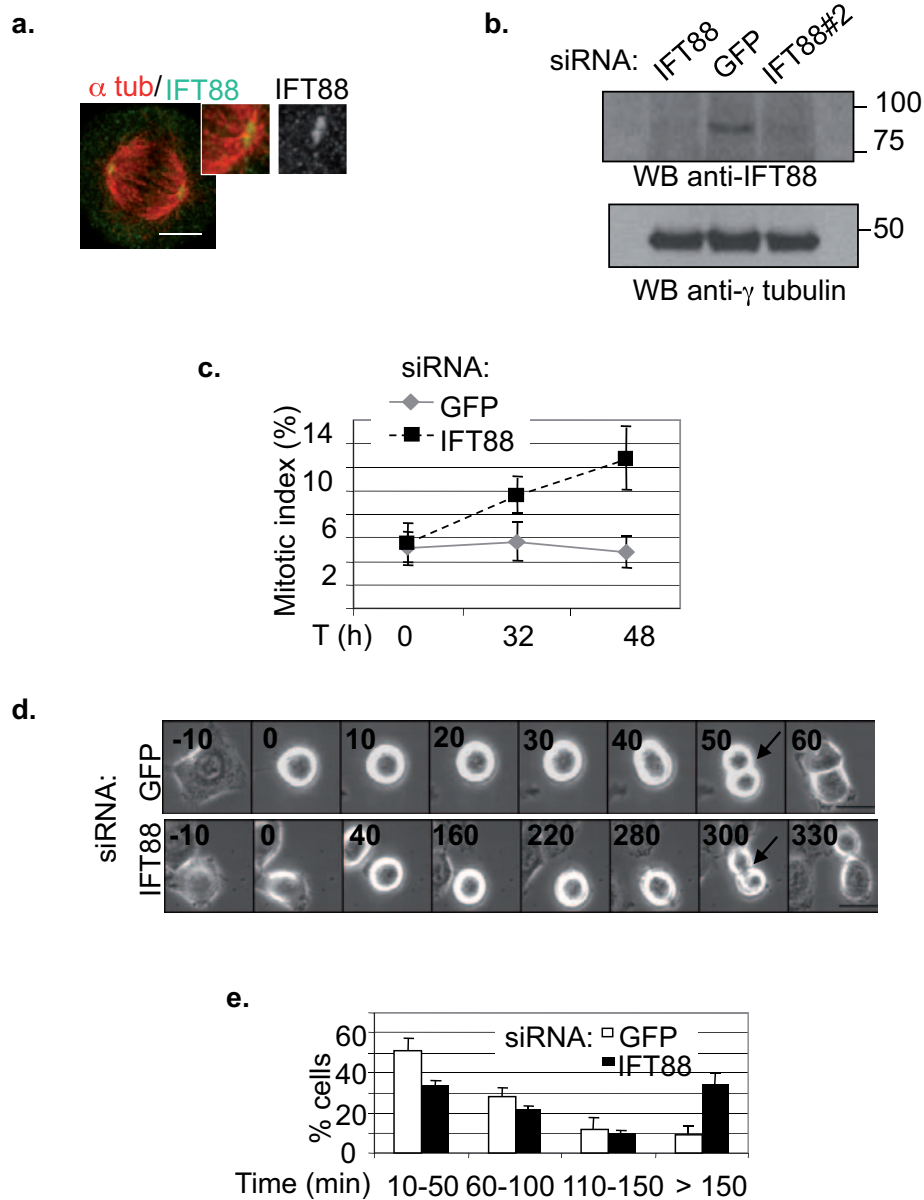 a.
α tub/IFT88 IFT88
b.
siRNA: IFT88 GFP IFT88#2
100
75
WB anti-IFT88
50
WB anti-γ tubulin
c.
siRNA:
GFP
IFT88
Mitotic index (%)
14
10
6
2
T (h) 0 32 48
d.
siRNA:
GFP
-10 0 10 20 30 40 50 60
IFT88
-10 0 40 160 220 280 300 330
e.
siRNA: GFP
IFT88
% cells
60
40
20
0
Time (min) 10-50 60-100 110-150 > 150